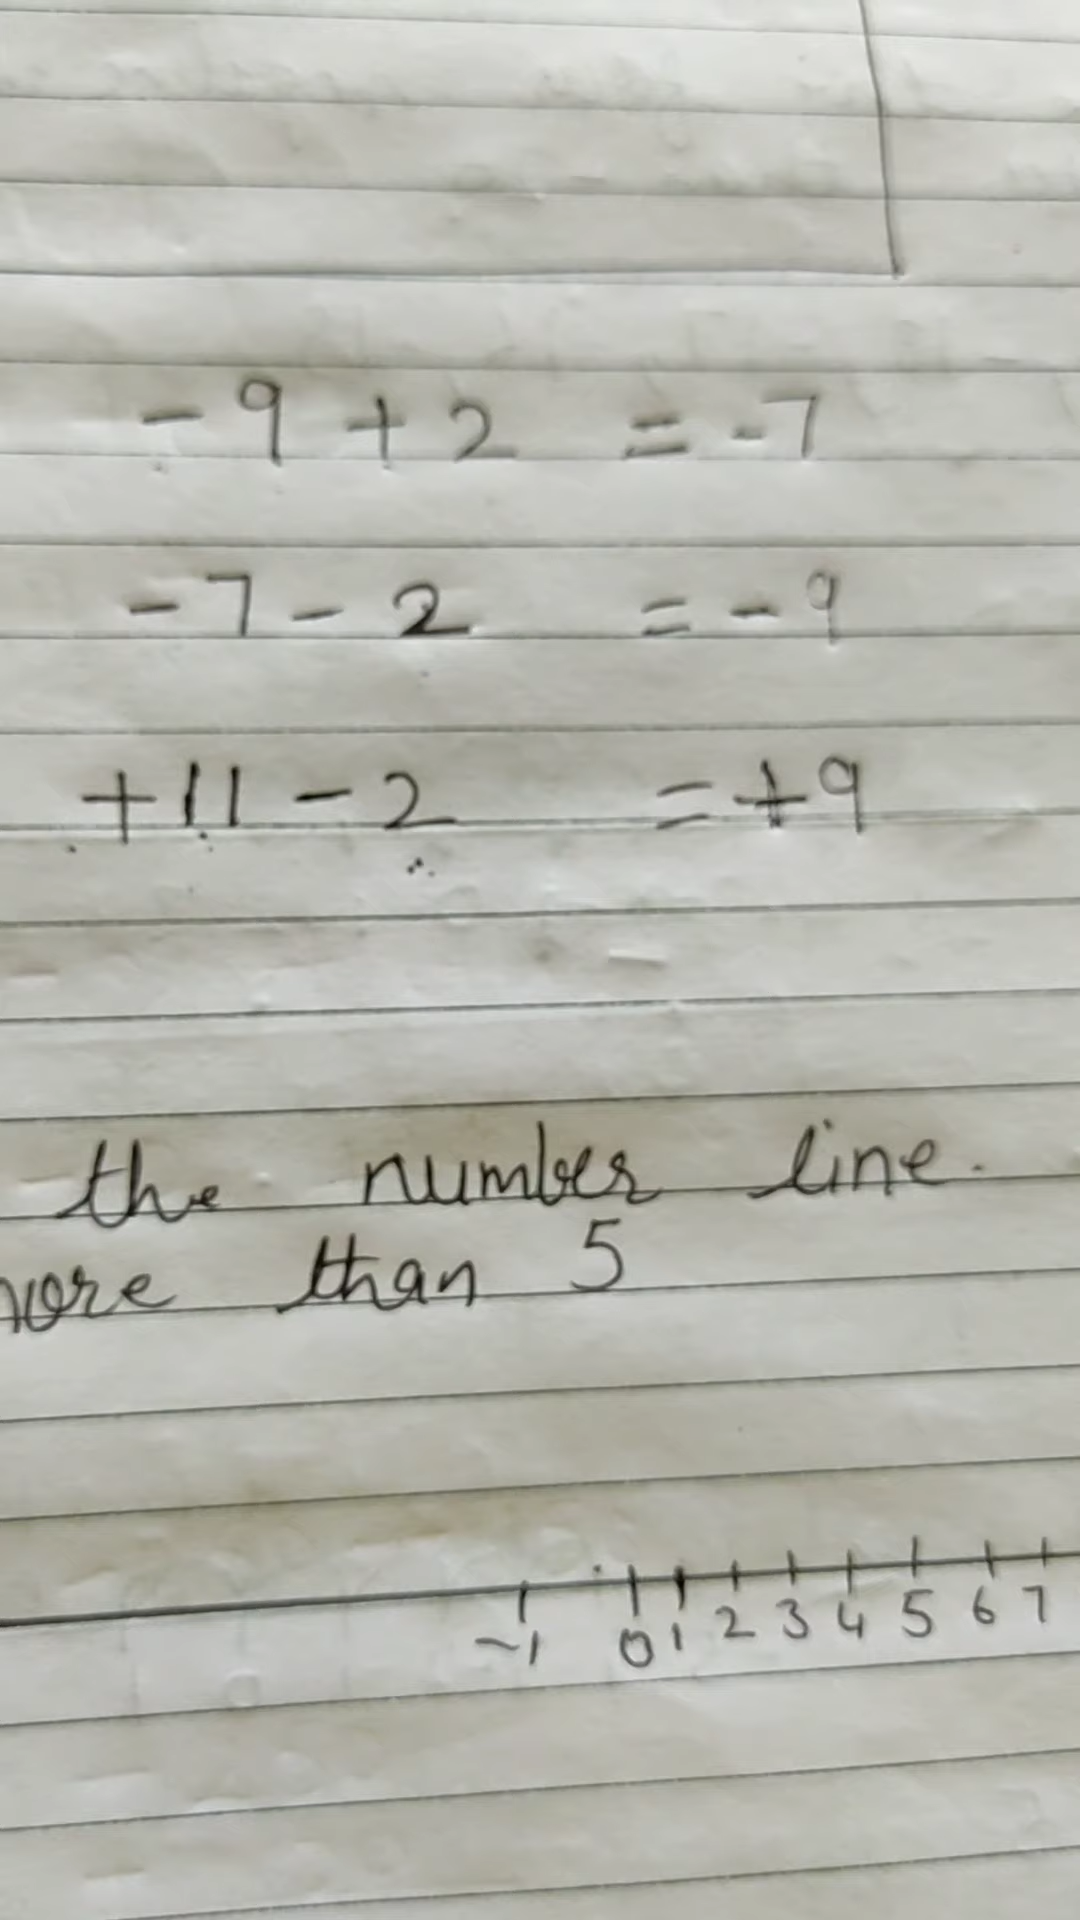 -9 + 2 = -7
-7 - 2 = -9
+11 - 2 = +9
the number line.
more than 5
-1 0 1 2 3 4 5 6 7